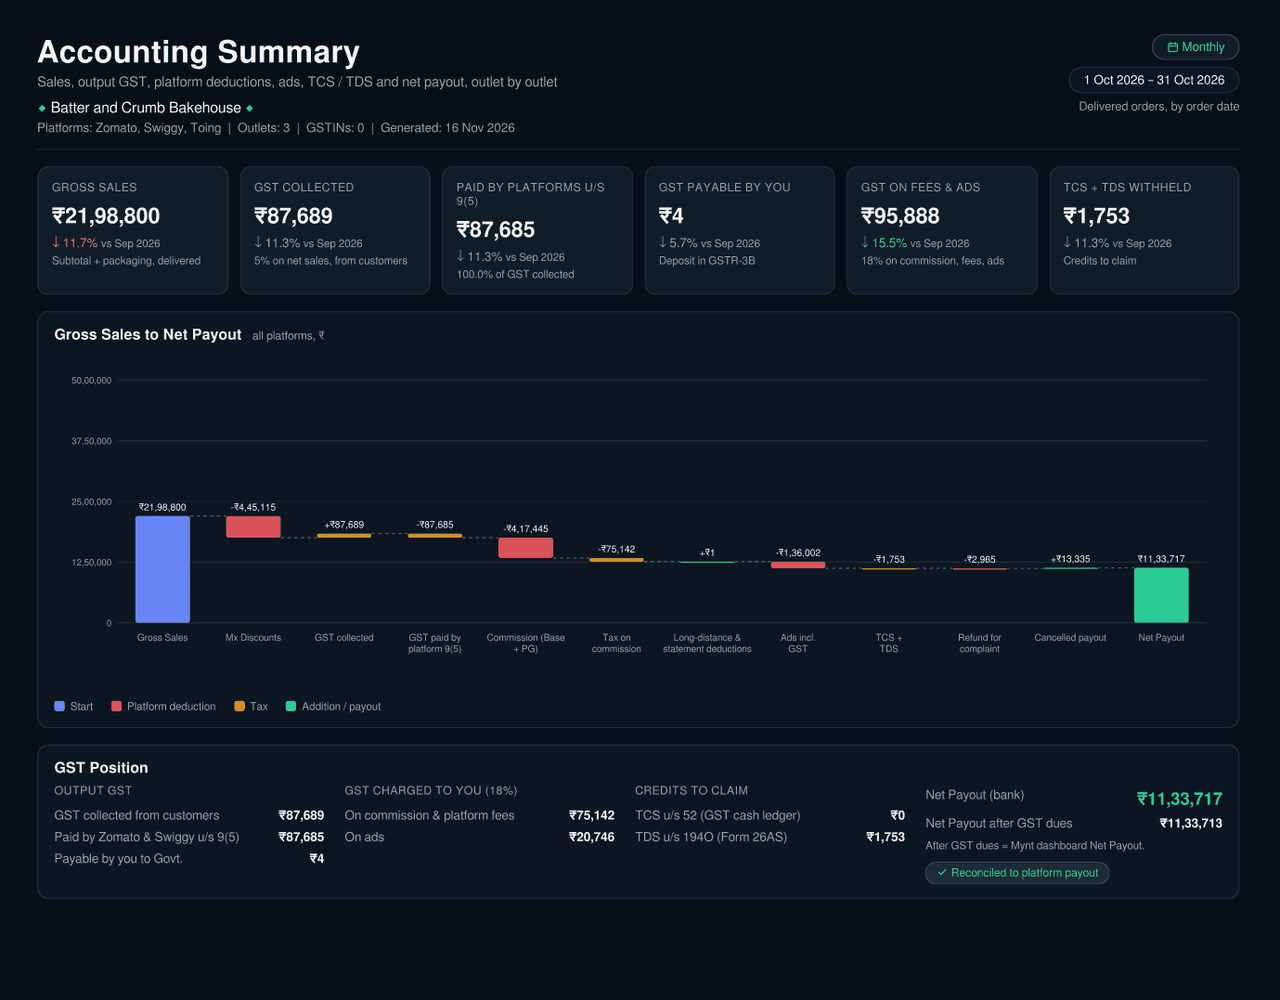 Accounting Summary
Sales, output GST, platform deductions, ads, TCS / TDS and net payout, outlet by outlet
Batter and Crumb Bakehouse
Platforms: Zomato, Swiggy, Toing | Outlets: 3 | GSTINs: 0 | Generated: 16 Nov 2026
Monthly
1 Oct 2026 – 31 Oct 2026
Delivered orders, by order date
GROSS SALES
₹21,98,800
↓ 11.7% vs Sep 2026
Subtotal + packaging, delivered
GST COLLECTED
₹87,689
↓ 11.3% vs Sep 2026
5% on net sales, from customers
PAID BY PLATFORMS U/S
9(5)
₹87,685
↓ 11.3% vs Sep 2026
100.0% of GST collected
GST PAYABLE BY YOU
₹4
↓ 5.7% vs Sep 2026
Deposit in GSTR-3B
GST ON FEES & ADS
₹95,888
↓ 15.5% vs Sep 2026
18% on commission, fees, ads
TCS + TDS WITHHELD
₹1,753
↓ 11.3% vs Sep 2026
Credits to claim
Gross Sales to Net Payout all platforms, ₹
50,00,000
37,50,000
25,00,000
12,50,000
0
₹21,98,800
-₹4,45,115
+₹87,689
-₹87,685
-₹4,17,445
-₹75,142
+₹1
-₹1,36,002
-₹1,753
-₹2,965
+₹13,335
₹11,33,717
Gross Sales
Mx Discounts
GST collected
GST paid by
platform 9(5)
Commission (Base
+ PG)
Tax on
commission
Long-distance &
statement deductions
Ads incl.
GST
TCS +
TDS
Refund for
complaint
Cancelled payout
Net Payout
Start
Platform deduction
Tax
Addition / payout
GST Position
OUTPUT GST
GST collected from customers ₹87,689
Paid by Zomato & Swiggy u/s 9(5) ₹87,685
Payable by you to Govt. ₹4
GST CHARGED TO YOU (18%)
On commission & platform fees ₹75,142
On ads ₹20,746
CREDITS TO CLAIM
TCS u/s 52 (GST cash ledger) ₹0
TDS u/s 194O (Form 26AS) ₹1,753
Net Payout (bank) ₹11,33,717
Net Payout after GST dues ₹11,33,713
After GST dues = Mynt dashboard Net Payout.
Reconciled to platform payout